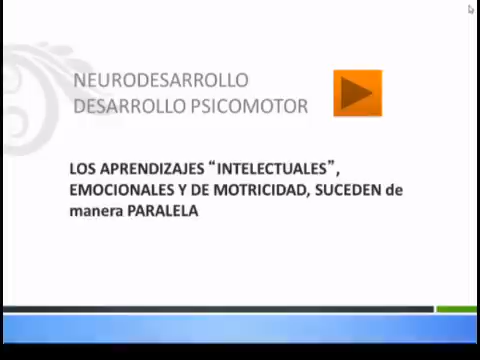 NEURODESARROLLO
DESARROLLO PSICOMOTOR
LOS APRENDIZAJES “INTELECTUALES”,
EMOCIONALES Y DE MOTRICIDAD, SUCEDEN de
manera PARALELA